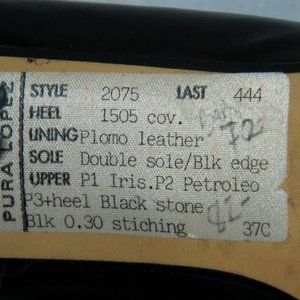 PURA LOPEZ
STYLE 2075 LAST 444
HEEL 1505 cov.
LINING Plomo leather
SOLE Double sole/Blk edge
UPPER P1 Iris.P2 Petroleo
P3+heel Black stone
Blk 0.30 stiching 37C
72